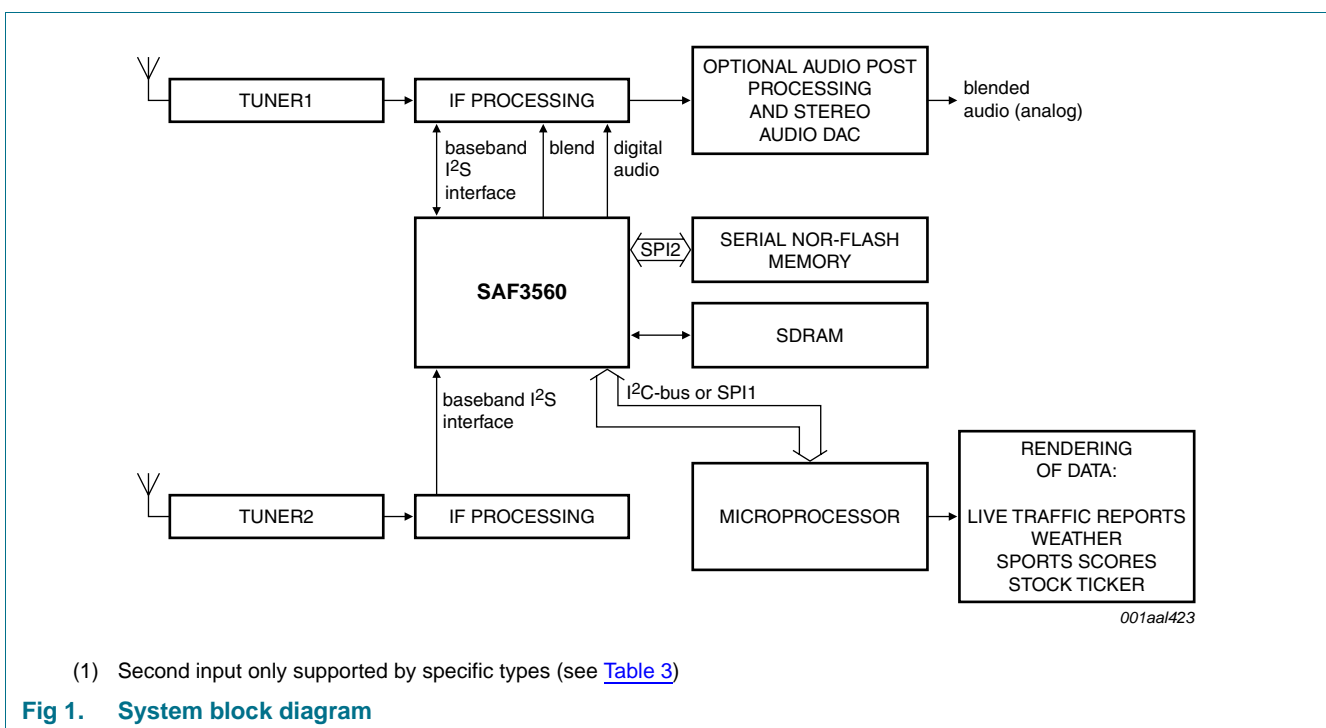 TUNER1
IF PROCESSING
OPTIONAL AUDIO POST
PROCESSING
AND STEREO
AUDIO DAC
blended
audio (analog)
baseband
I2S
interface
blend
digital
audio
SAF3560
SPI2
SERIAL NOR-FLASH
MEMORY
SDRAM
baseband I2S
interface
I2C-bus or SPI1
TUNER2
IF PROCESSING
MICROPROCESSOR
RENDERING
OF DATA:
LIVE TRAFFIC REPORTS
WEATHER
SPORTS SCORES
STOCK TICKER
001aal423
(1) Second input only supported by specific types (see Table 3)
Fig 1. System block diagram